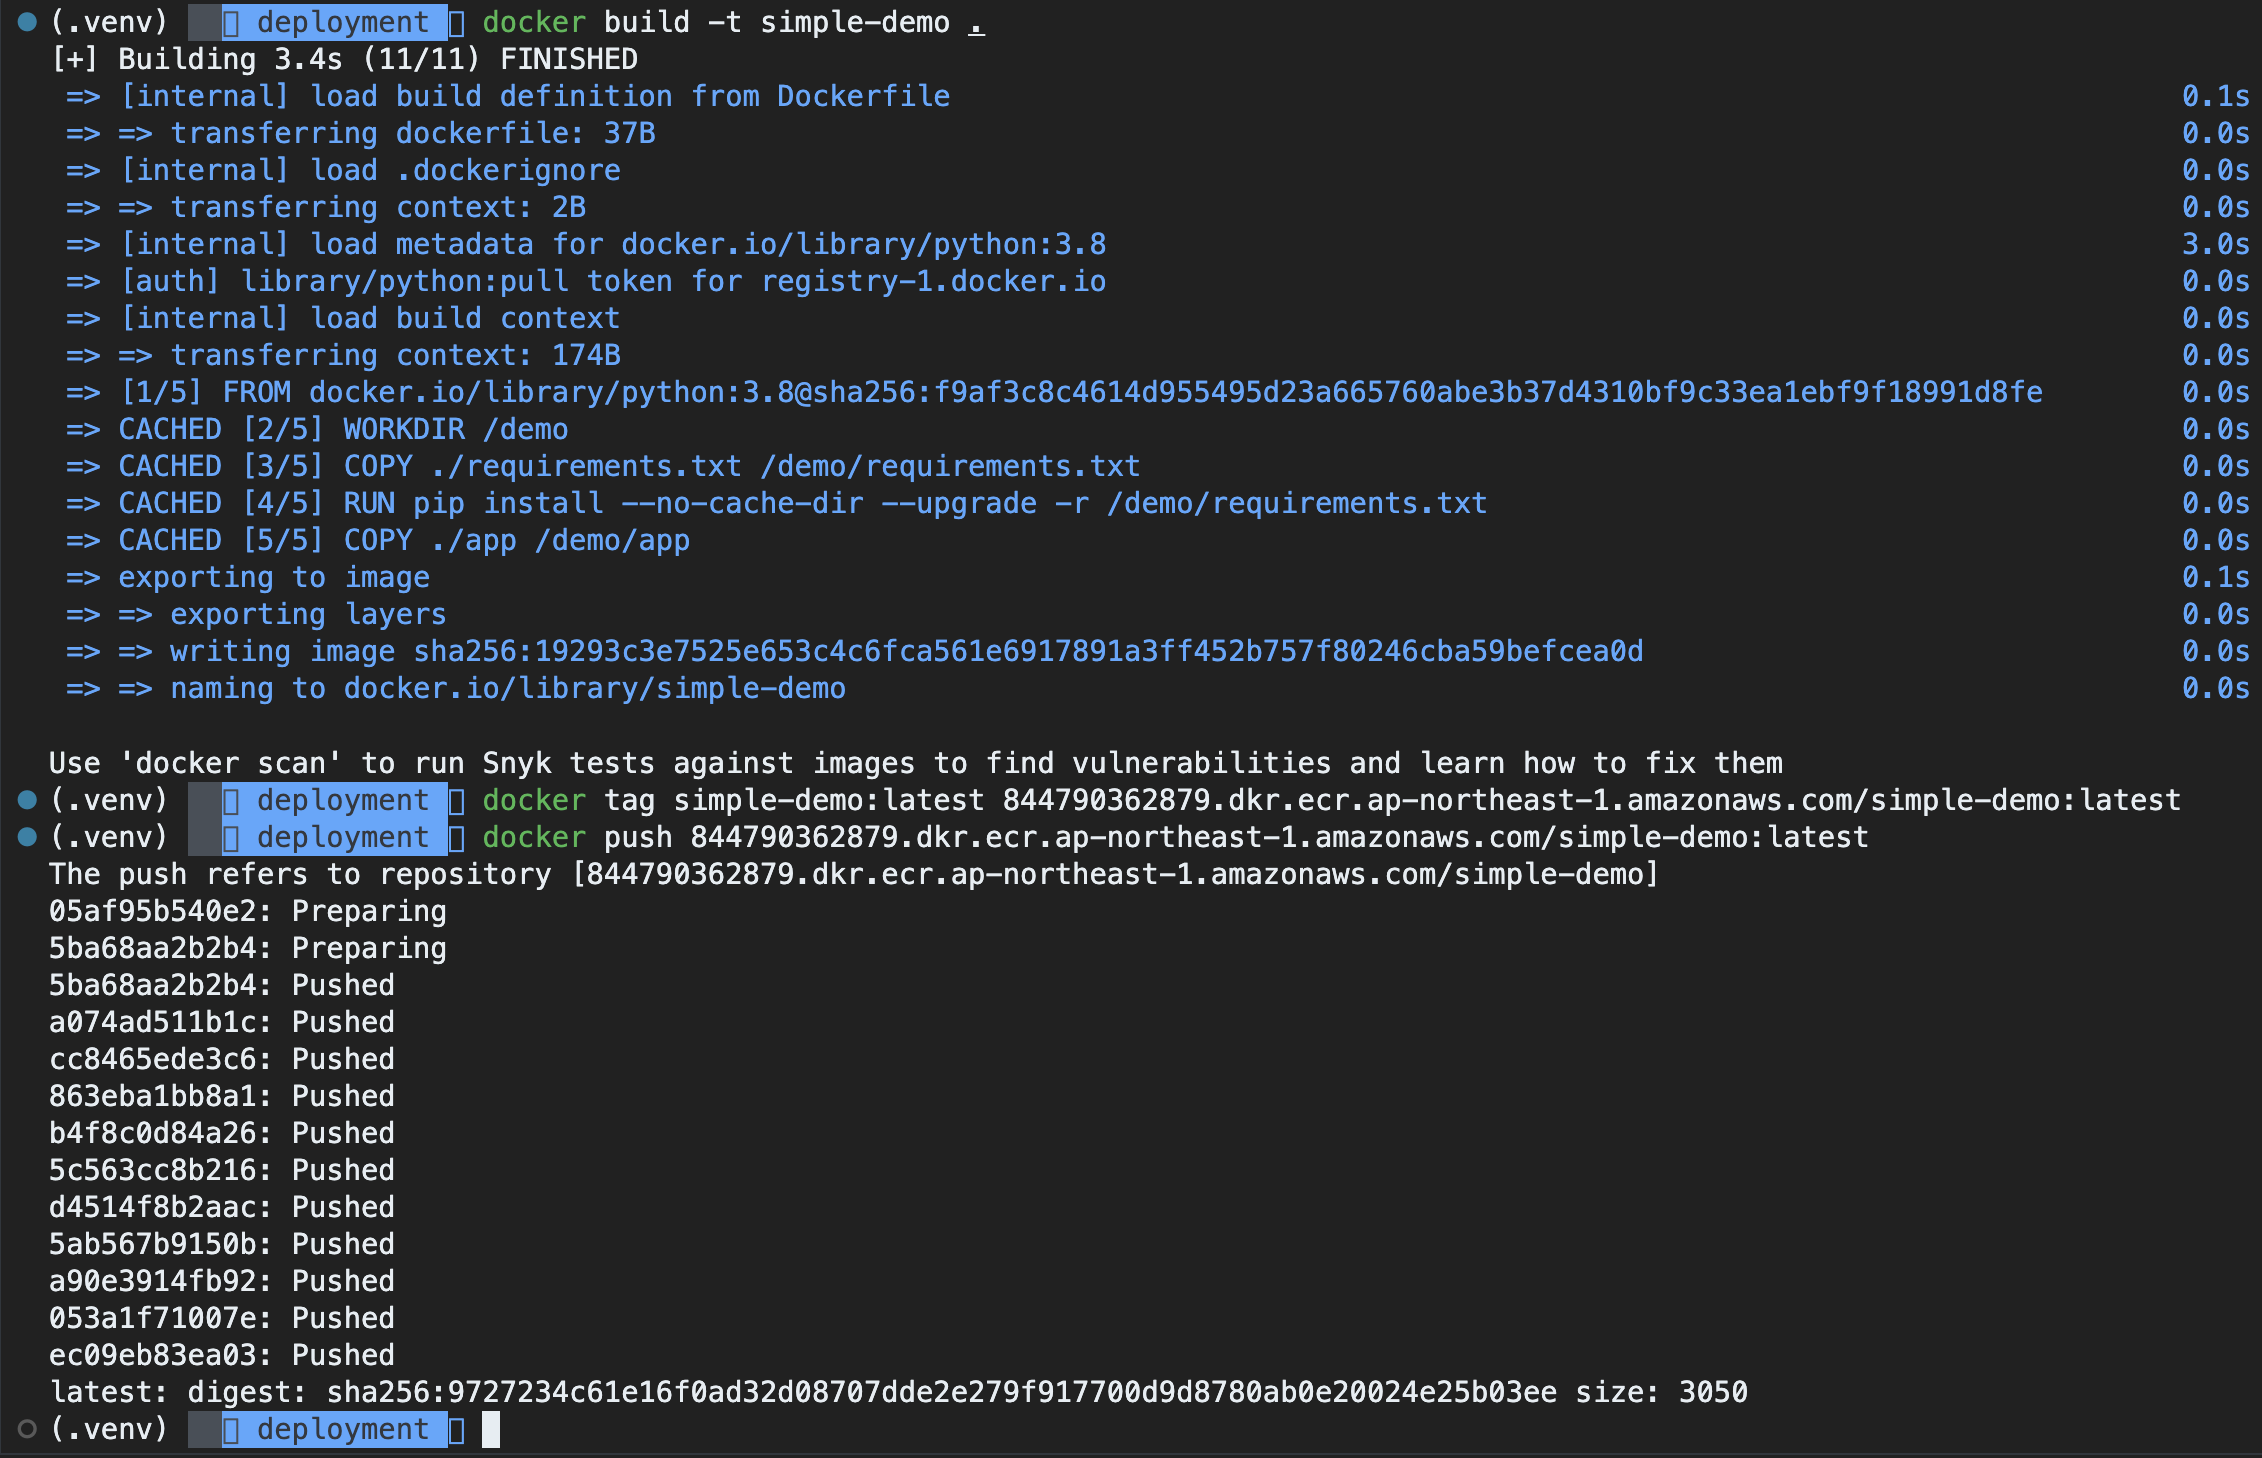 (.venv) deployment docker build -t simple-demo .
[+] Building 3.4s (11/11) FINISHED
=> [internal] load build definition from Dockerfile 0.1s
=> => transferring dockerfile: 37B 0.0s
=> [internal] load .dockerignore 0.0s
=> => transferring context: 2B 0.0s
=> [internal] load metadata for docker.io/library/python:3.8 3.0s
=> [auth] library/python:pull token for registry-1.docker.io 0.0s
=> [internal] load build context 0.0s
=> => transferring context: 174B 0.0s
=> [1/5] FROM docker.io/library/python:3.8@sha256:f9af3c8c4614d955495d23a665760abe3b37d4310bf9c33ea1ebf9f18991d8fe 0.0s
=> CACHED [2/5] WORKDIR /demo 0.0s
=> CACHED [3/5] COPY ./requirements.txt /demo/requirements.txt 0.0s
=> CACHED [4/5] RUN pip install --no-cache-dir --upgrade -r /demo/requirements.txt 0.0s
=> CACHED [5/5] COPY ./app /demo/app 0.0s
=> exporting to image 0.1s
=> => exporting layers 0.0s
=> => writing image sha256:19293c3e7525e653c4c6fca561e6917891a3ff452b757f80246cba59befcea0d 0.0s
=> => naming to docker.io/library/simple-demo 0.0s
Use 'docker scan' to run Snyk tests against images to find vulnerabilities and learn how to fix them
(.venv) deployment docker tag simple-demo:latest 844790362879.dkr.ecr.ap-northeast-1.amazonaws.com/simple-demo:latest
(.venv) deployment docker push 844790362879.dkr.ecr.ap-northeast-1.amazonaws.com/simple-demo:latest
The push refers to repository [844790362879.dkr.ecr.ap-northeast-1.amazonaws.com/simple-demo]
05af95b540e2: Preparing
5ba68aa2b2b4: Preparing
5ba68aa2b2b4: Pushed
a074ad511b1c: Pushed
cc8465ede3c6: Pushed
863eba1bb8a1: Pushed
b4f8c0d84a26: Pushed
5c563cc8b216: Pushed
d4514f8b2aac: Pushed
5ab567b9150b: Pushed
a90e3914fb92: Pushed
053a1f71007e: Pushed
ec09eb83ea03: Pushed
latest: digest: sha256:9727234c61e16f0ad32d08707dde2e279f917700d9d8780ab0e20024e25b03ee size: 3050
(.venv) deployment